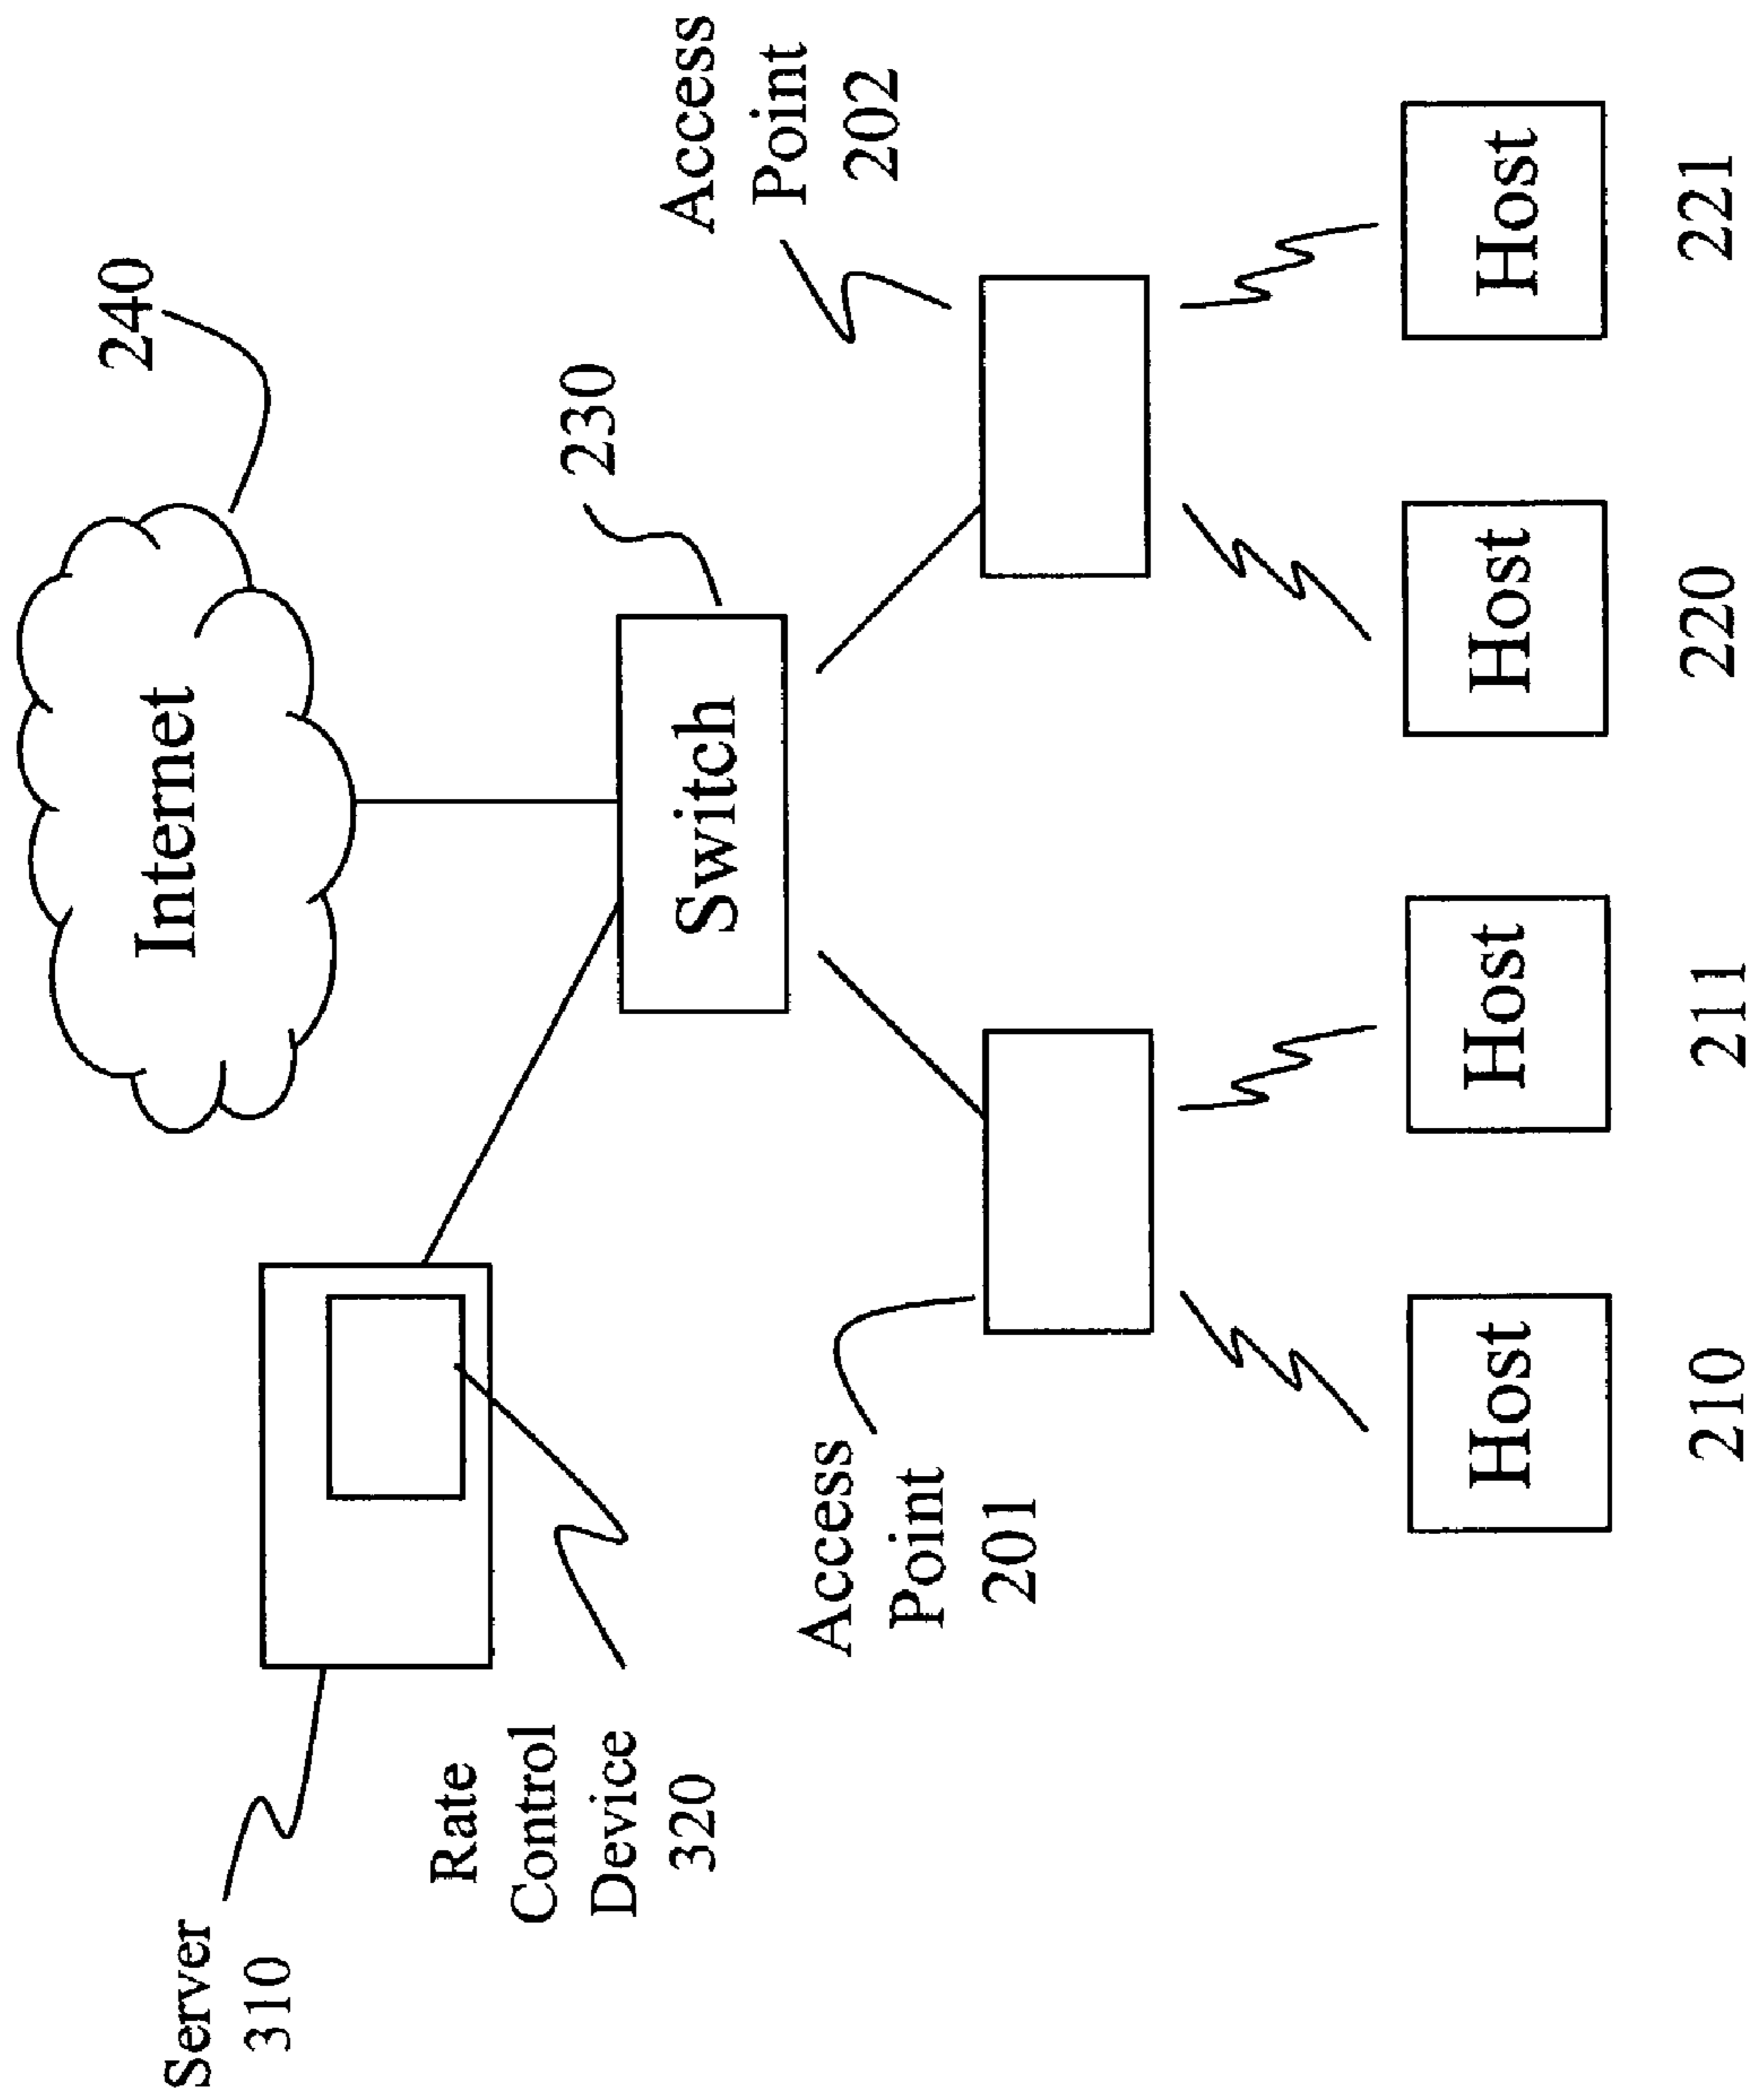 240
Internet
Server
310
Rate
Control
Device
320
230
Switch
Access
Point
202
Access
Point
201
Host
Host
Host
Host
210
211
220
221